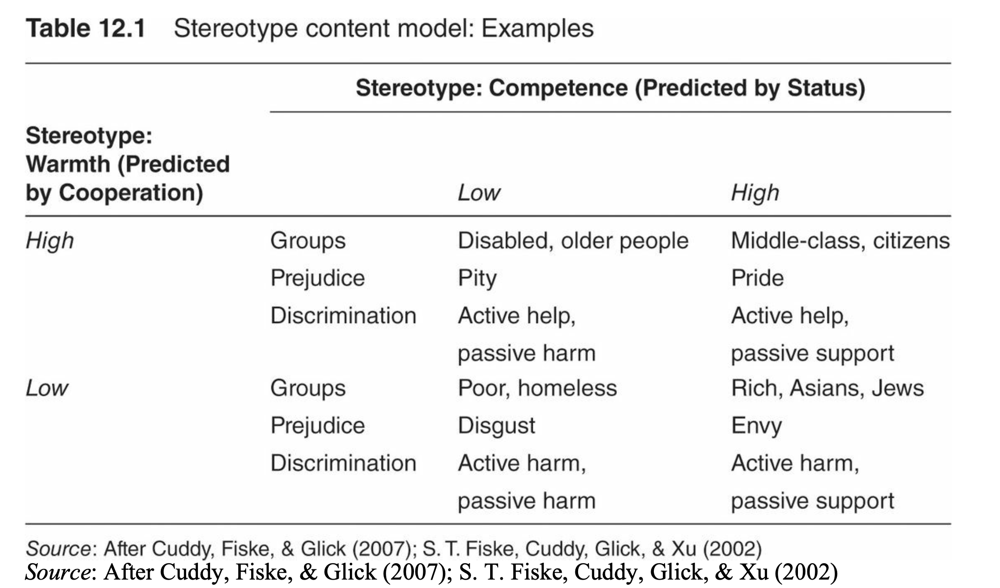 Table 12.1 Stereotype content model: Examples
Stereotype: Competence (Predicted by Status)
Stereotype:
Warmth (Predicted
by Cooperation) Low High
High Groups Disabled, older people Middle-class, citizens
Prejudice Pity Pride
Discrimination Active help, Active help,
passive harm passive support
Low Groups Poor, homeless Rich, Asians, Jews
Prejudice Disgust Envy
Discrimination Active harm, Active harm,
passive harm passive support
Source: After Cuddy, Fiske, & Glick (2007); S. T. Fiske, Cuddy, Glick, & Xu (2002)
Source: After Cuddy, Fiske, & Glick (2007); S. T. Fiske, Cuddy, Glick, & Xu (2002)